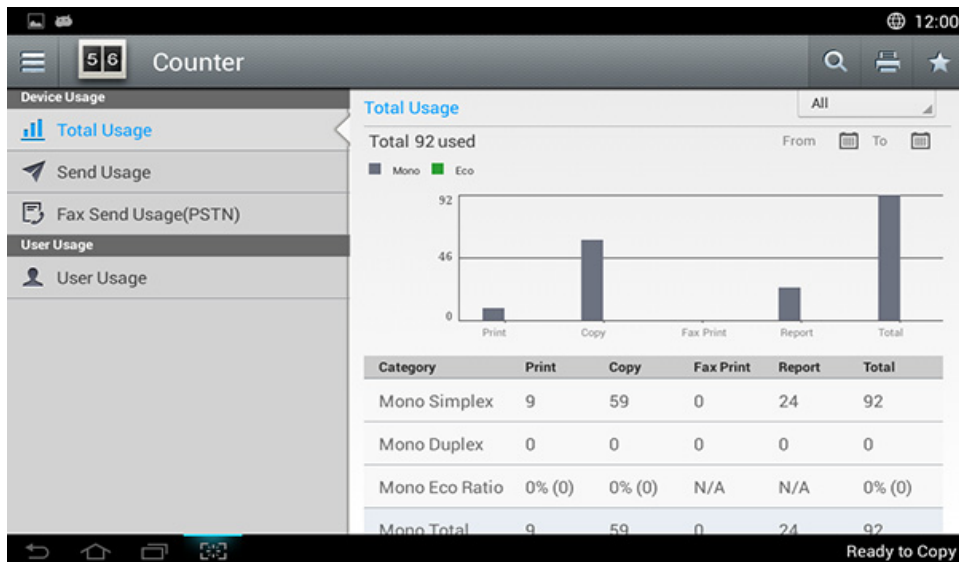 12:00
5 6 Counter
Device Usage
Total Usage
Send Usage
Fax Send Usage(PSTN)
User Usage
User Usage
Total Usage
All
Total 92 used
From To
Mono Eco
92
46
0
Print Copy Fax Print Report Total
Category Print Copy Fax Print Report Total
Mono Simplex 9 59 0 24 92
Mono Duplex 0 0 0 0 0
Mono Eco Ratio 0% (0) 0% (0) N/A N/A 0% (0)
Mono Total 9 59 0 24 92
Ready to Copy